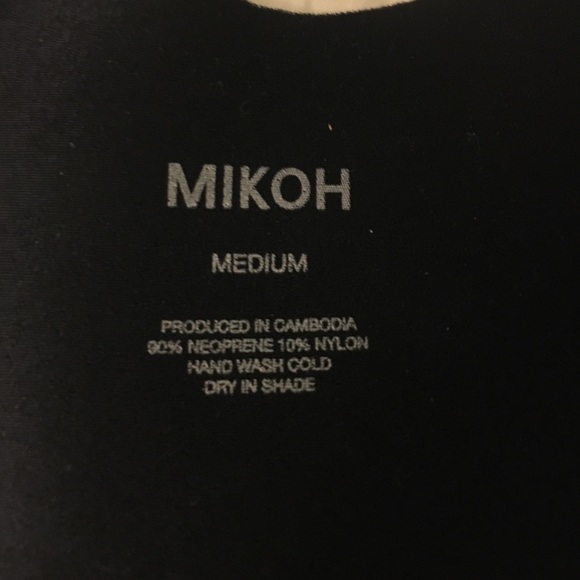 MIKOH
MEDIUM
PRODUCED IN CAMBODIA
90% NEOPRENE 10% NYLON
HAND WASH COLD
DRY IN SHADE